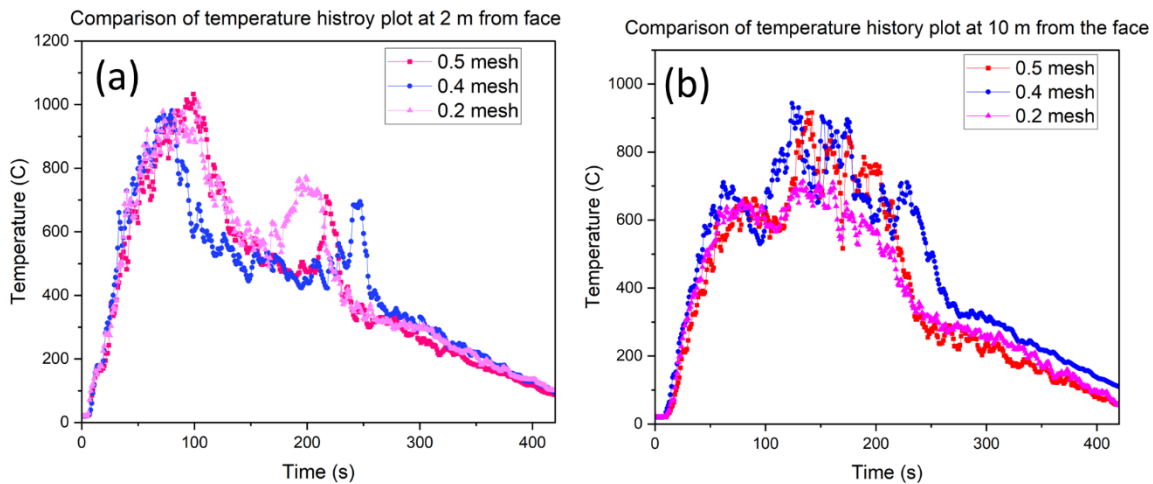 Comparison of temperature histroy plot at 2 m from face
(a)
0.5 mesh
0.4 mesh
0.2 mesh
1200
1000
800
600
400
200
0
Temperature (C)
0 100 200 300 400
Time (s)
Comparison of temperature history plot at 10 m from the face
(b)
0.5 mesh
0.4 mesh
0.2 mesh
1000
800
600
400
200
0
Temperature (C)
0 100 200 300 400
Time (s)